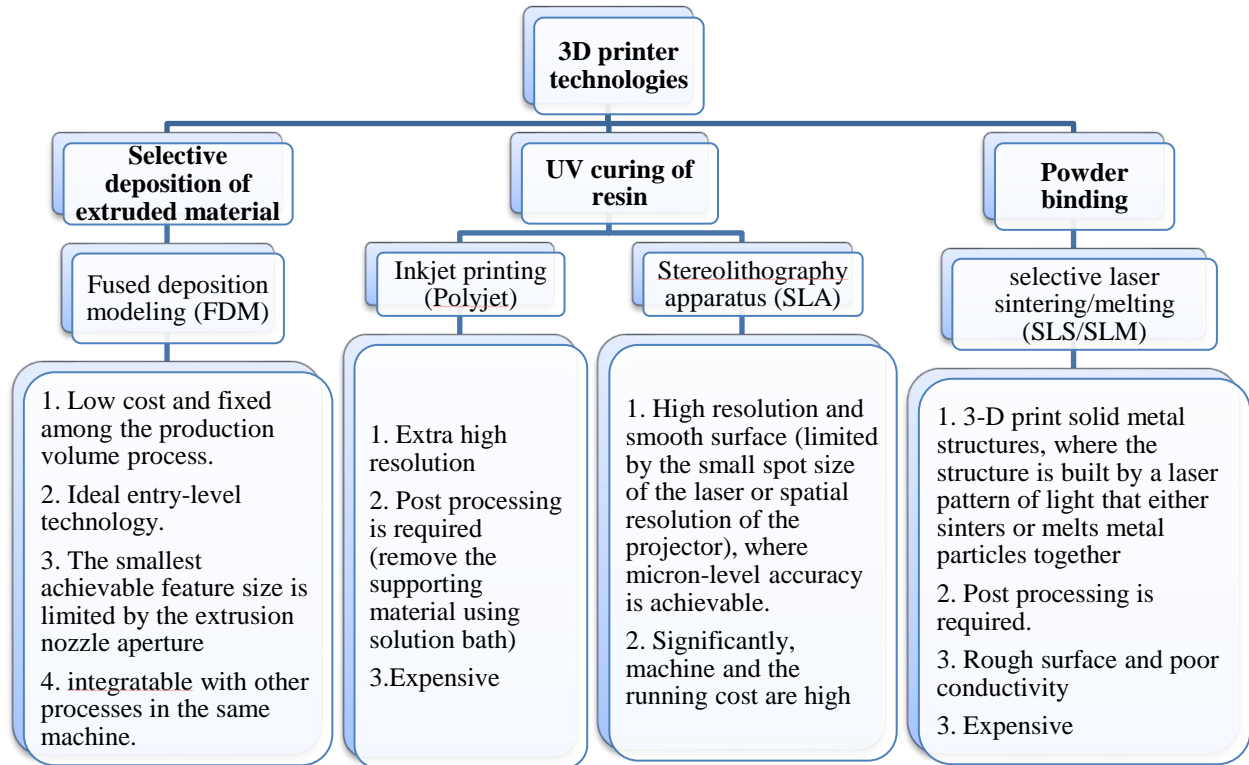 3D printer
technologies
Selective
deposition of
extruded material
UV curing of
resin
Powder
binding
Fused deposition
modeling (FDM)
Inkjet printing
(Polyjet)
Stereolithography
apparatus (SLA)
selective laser
sintering/melting
(SLS/SLM)
1. Low cost and fixed
among the production
volume process.
2. Ideal entry-level
technology.
3. The smallest
achievable feature size is
limited by the extrusion
nozzle aperture
4. integratable with other
processes in the same
machine.
1. Extra high
resolution
2. Post processing
is required
(remove the
supporting
material using
solution bath)
3.Expensive
1. High resolution and
smooth surface (limited
by the small spot size
of the laser or spatial
resolution of the
projector), where
micron-level accuracy
is achievable.
2. Significantly,
machine and the
running cost are high
1. 3-D print solid metal
structures, where the
structure is built by a laser
pattern of light that either
sinters or melts metal
particles together
2. Post processing is
required.
3. Rough surface and poor
conductivity
3. Expensive